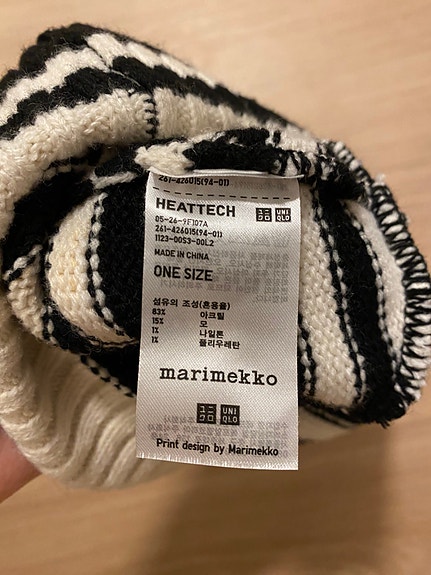 261-426015(94-01)
HEATTECH ユニクロ UNIQLO
05-26-9F107A
261-426015(94-01)
1123-00S3-00L2
MADE IN CHINA
ONE SIZE
섬유의 조성(혼용율)
83% 아크릴
15% 모
1% 나일론
1% 폴리우레탄
marimekko
ユニクロ UNIQLO
Print design by Marimekko